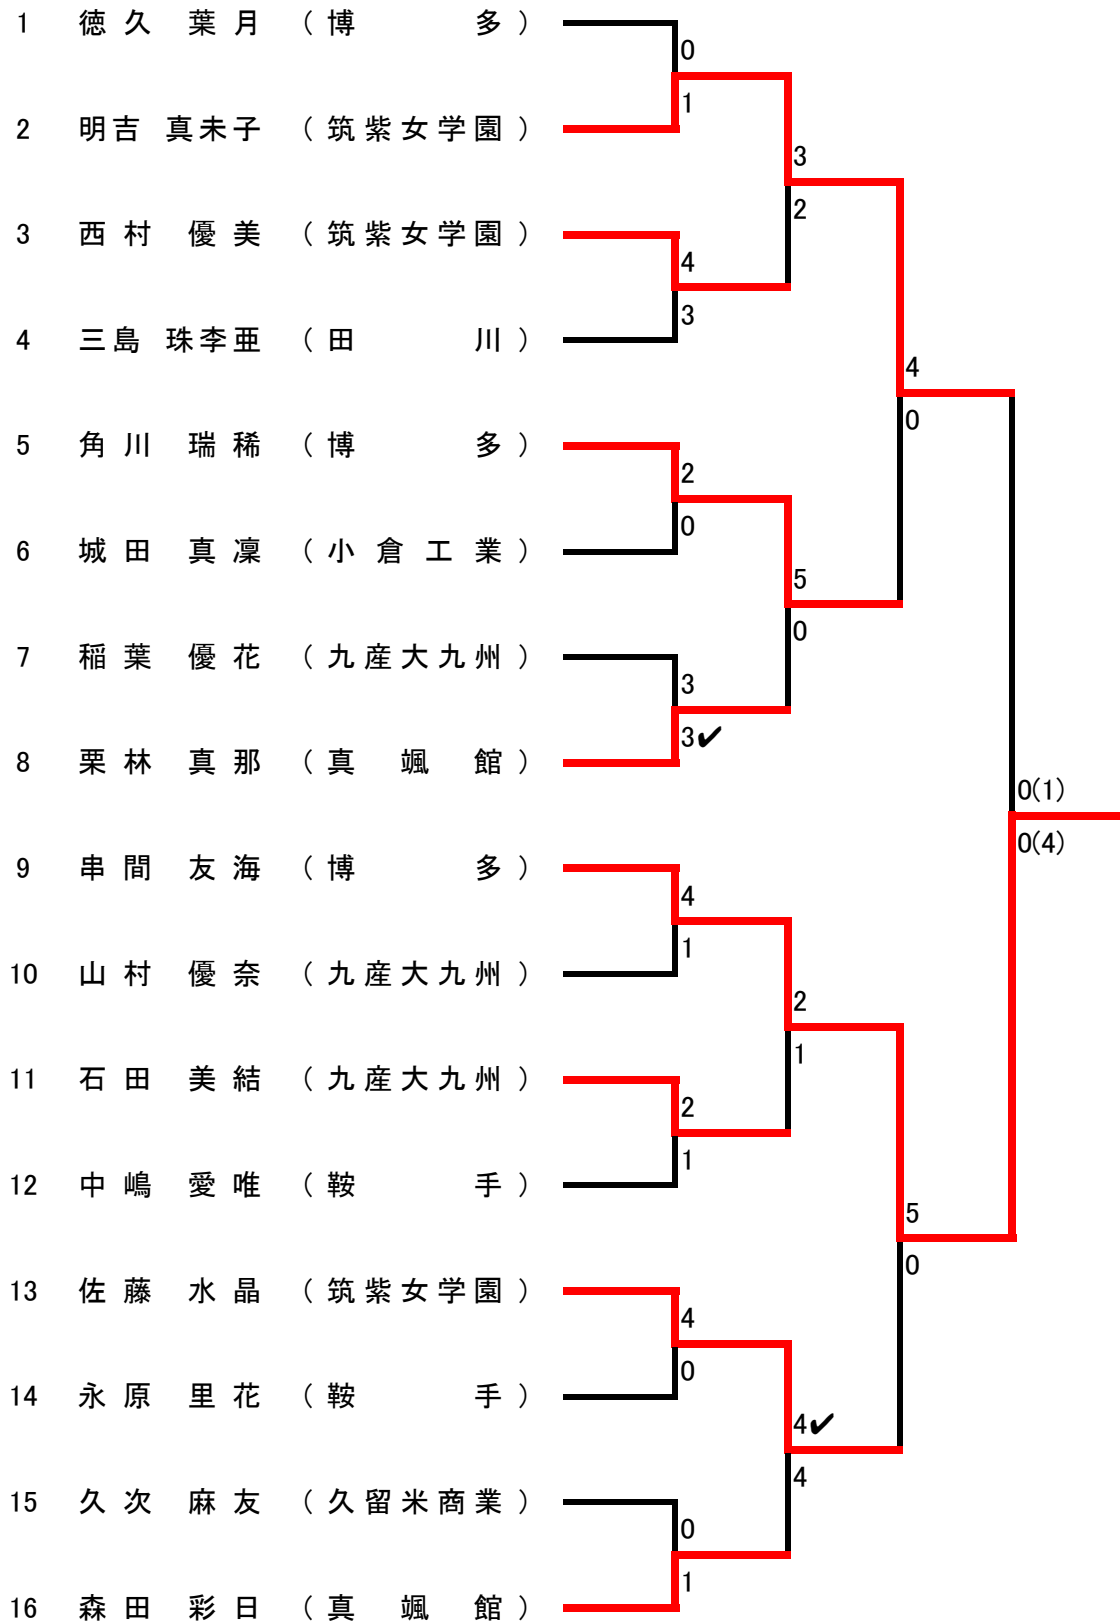 1 徳久 葉月 （博多）
0
1
2 明吉 真未子 （筑紫女学園）
3
2
3 西村 優美 （筑紫女学園）
4
3
4 三島 珠李亜 （田川）
4
0
5 角川 瑞稀 （博多）
2
0
6 城田 真凜 （小倉工業）
5
0
7 稲葉 優花 （九産大九州）
3
3✔
8 栗林 真那 （真颯館）
0(1)
0(4)
9 串間 友海 （博多）
4
1
10 山村 優奈 （九産大九州）
2
1
11 石田 美結 （九産大九州）
2
1
12 中嶋 愛唯 （鞍手）
5
0
13 佐藤 水晶 （筑紫女学園）
4
0
14 永原 里花 （鞍手）
4✔
4
15 久次 麻友 （久留米商業）
0
1
16 森田 彩日 （真颯館）